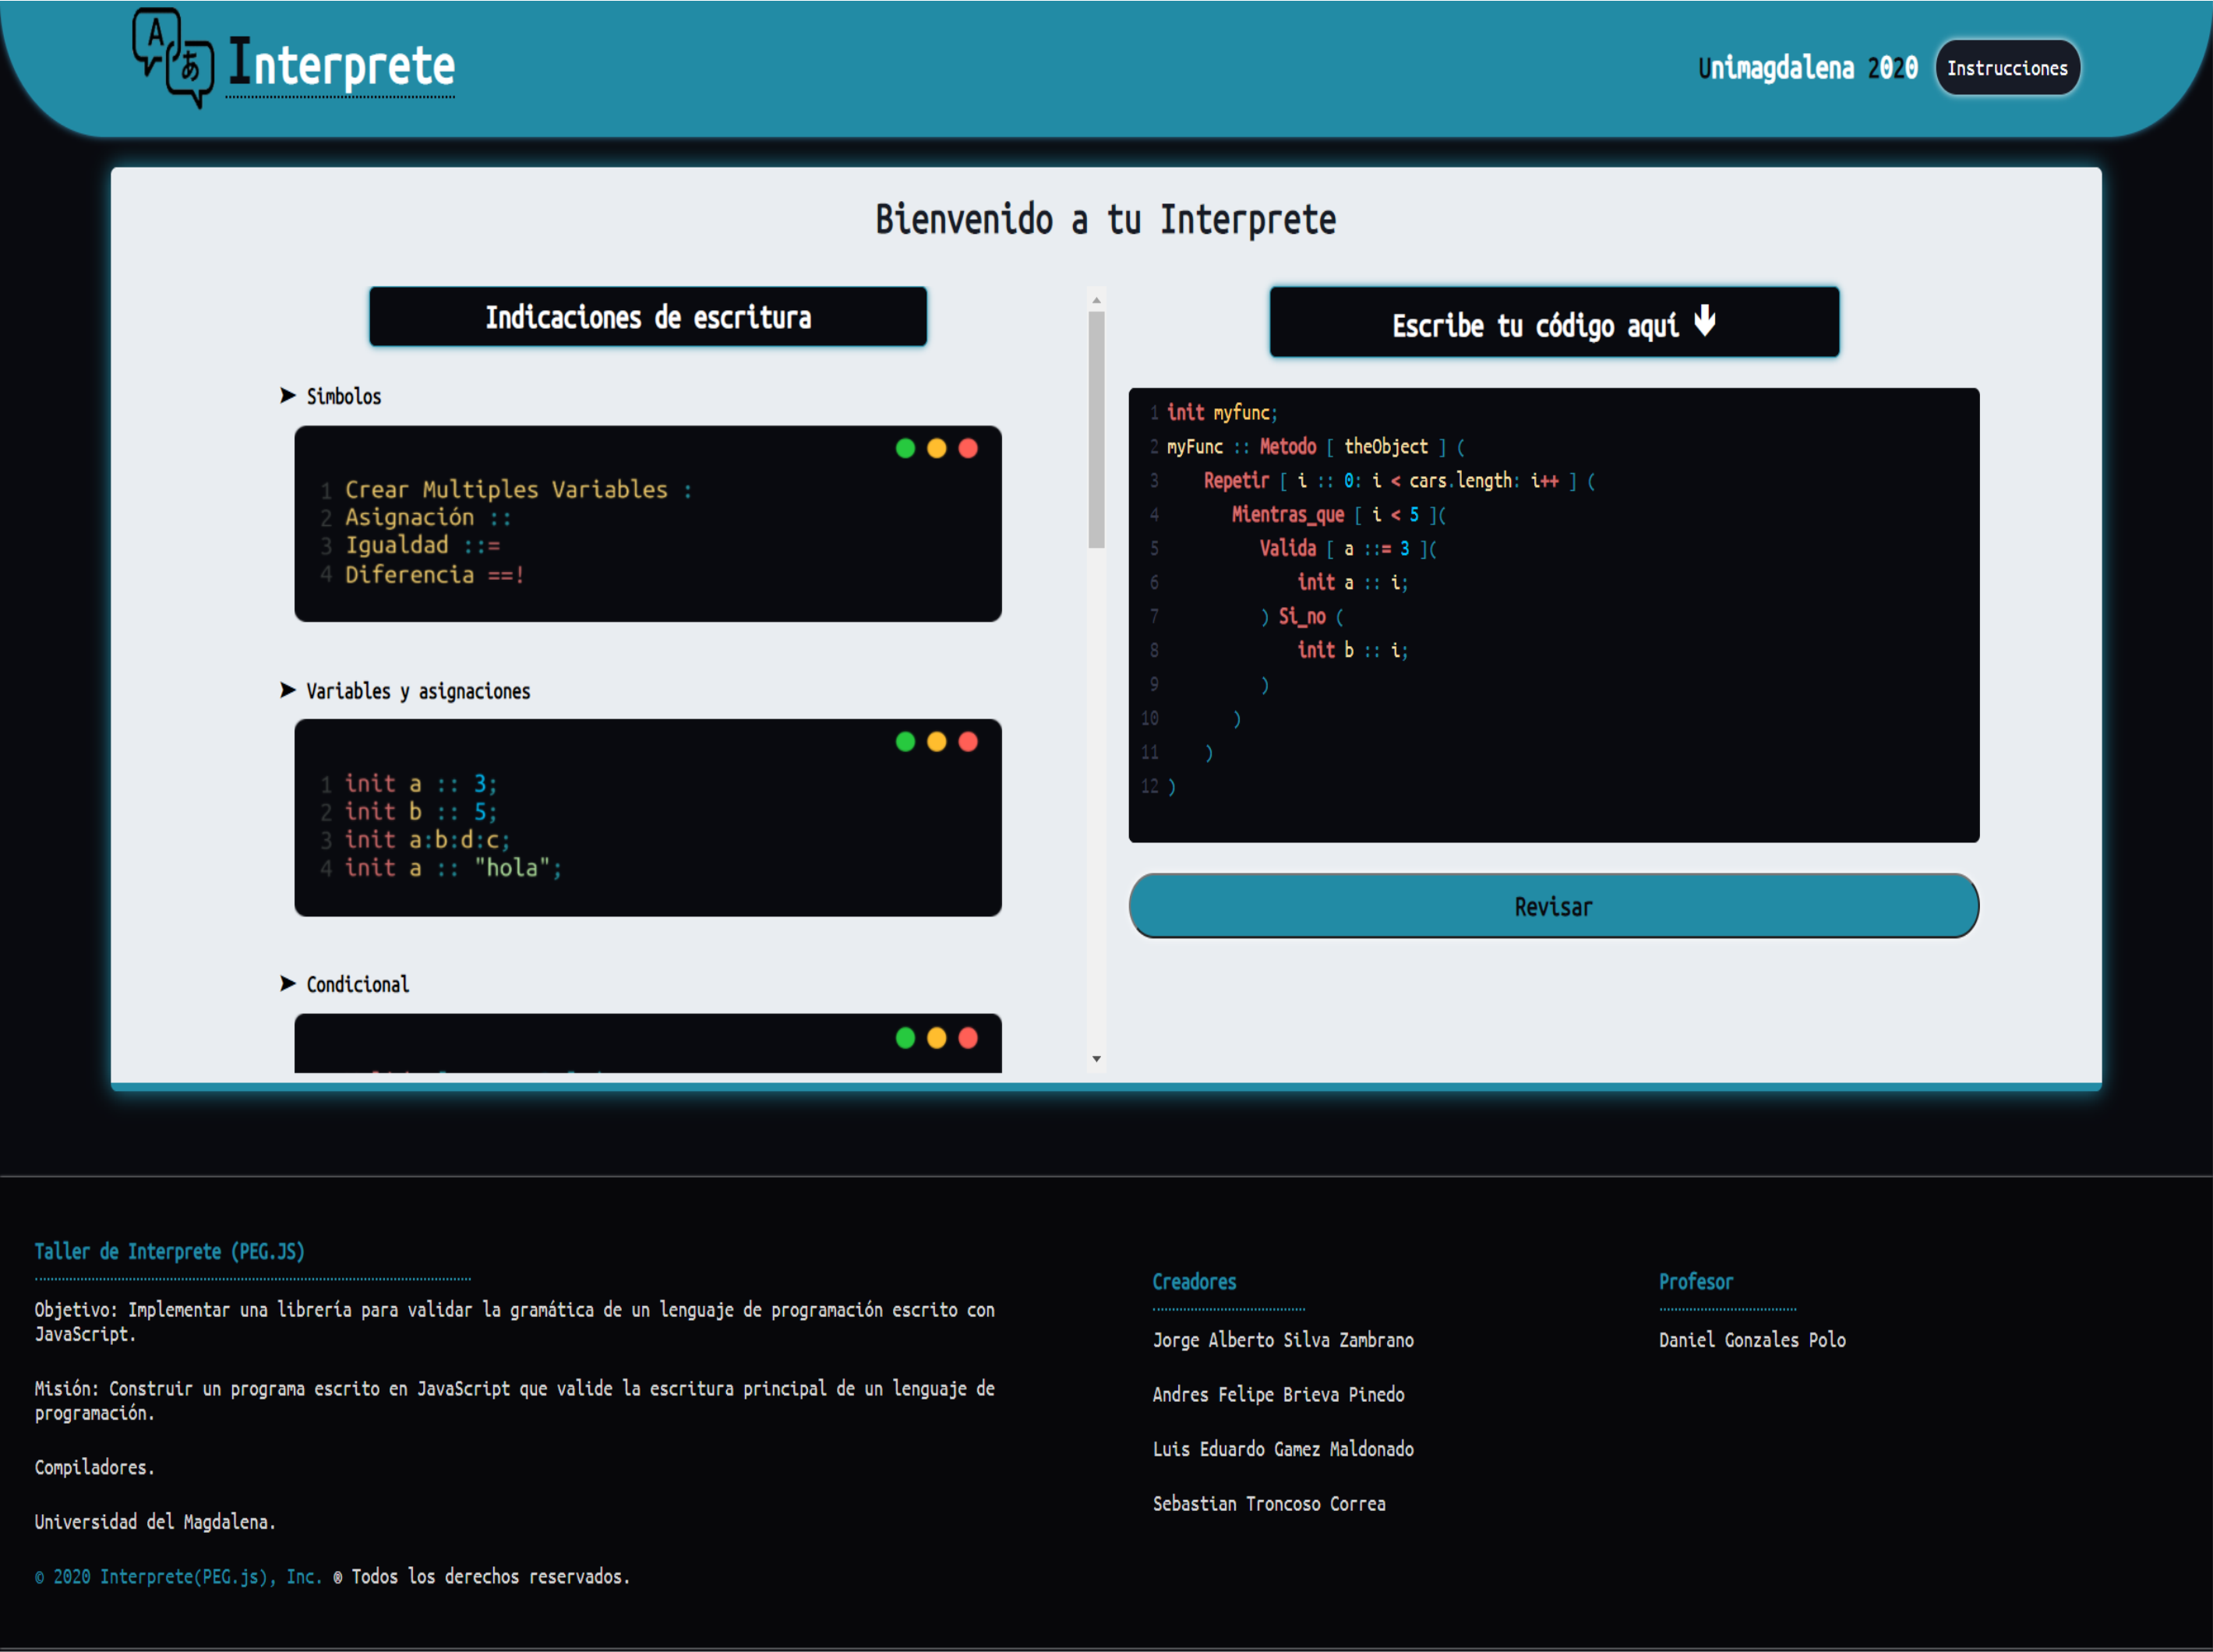 A
あ
Interprete
Unimagdalena 2020
Instrucciones
Bienvenido a tu Interprete
Indicaciones de escritura
➤ Simbolos
1 Crear Multiples Variables :
2 Asignación ::
3 Igualdad ::=
4 Diferencia ==!
➤ Variables y asignaciones
1 init a :: 3;
2 init b :: 5;
3 init a:b:d:c;
4 init a :: "hola";
➤ Condicional
Escribe tu código aquí 🡇
1 init myfunc;
2 myFunc :: Metodo [ theObject ] (
3     Repetir [ i :: 0: i < cars.length: i++ ] (
4        Mientras_que [ i < 5 ](
5           Valida [ a ::= 3 ](
6               init a :: i;
7           ) Si_no (
8               init b :: i;
9           )
10        )
11     )
12 )
Revisar
Taller de Interprete (PEG.JS)
Objetivo: Implementar una librería para validar la gramática de un lenguaje de programación escrito con
JavaScript.
Misión: Construir un programa escrito en JavaScript que valide la escritura principal de un lenguaje de
programación.
Compiladores.
Universidad del Magdalena.
© 2020 Interprete(PEG.js), Inc. ® Todos los derechos reservados.
Creadores
Jorge Alberto Silva Zambrano
Andres Felipe Brieva Pinedo
Luis Eduardo Gamez Maldonado
Sebastian Troncoso Correa
Profesor
Daniel Gonzales Polo